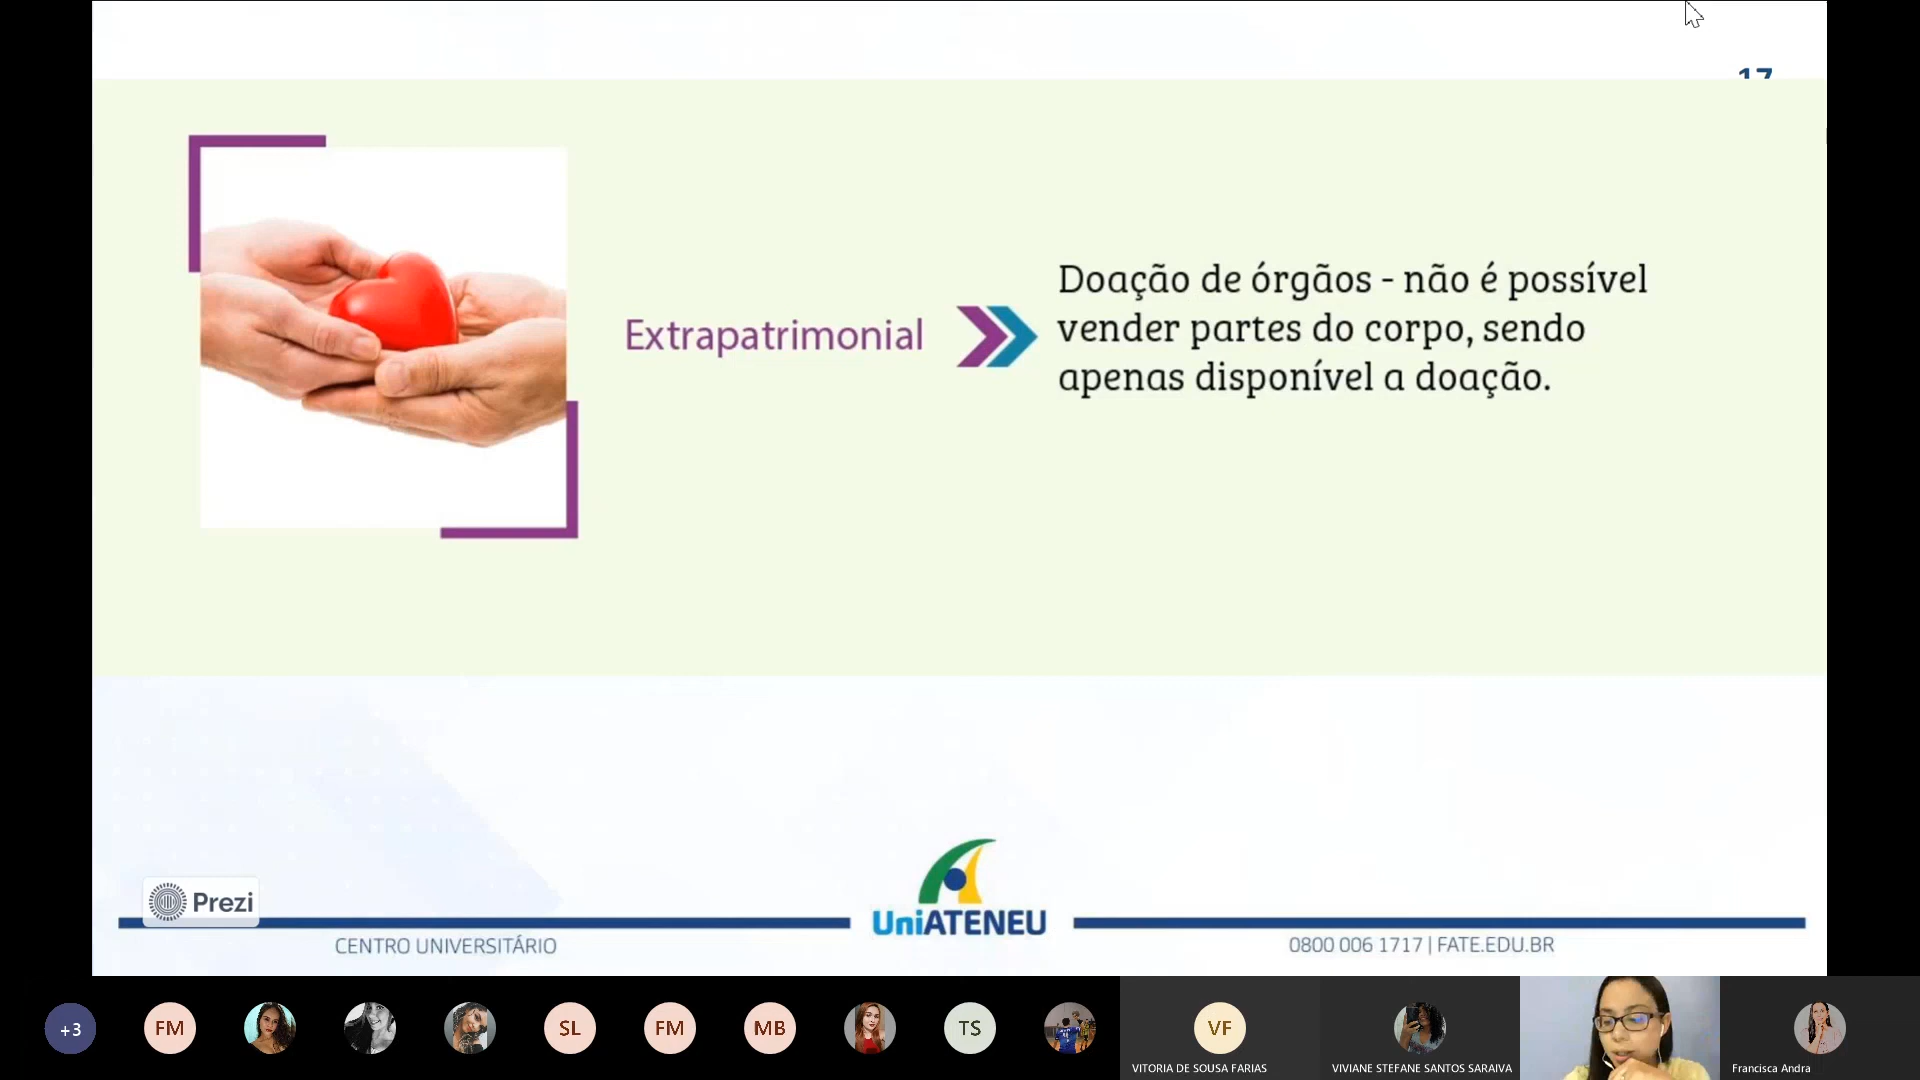 17
Extrapatrimonial
Doação de órgãos - não é possível
vender partes do corpo, sendo
apenas disponível a doação.
Prezi
UniATENEU
CENTRO UNIVERSITÁRIO
0800 006 1717 | FATE.EDU.BR
+3
FM
SL
FM
MB
TS
VF
VITORIA DE SOUSA FARIAS
VIVIANE STEFANE SANTOS SARAIVA
Francisca Andra